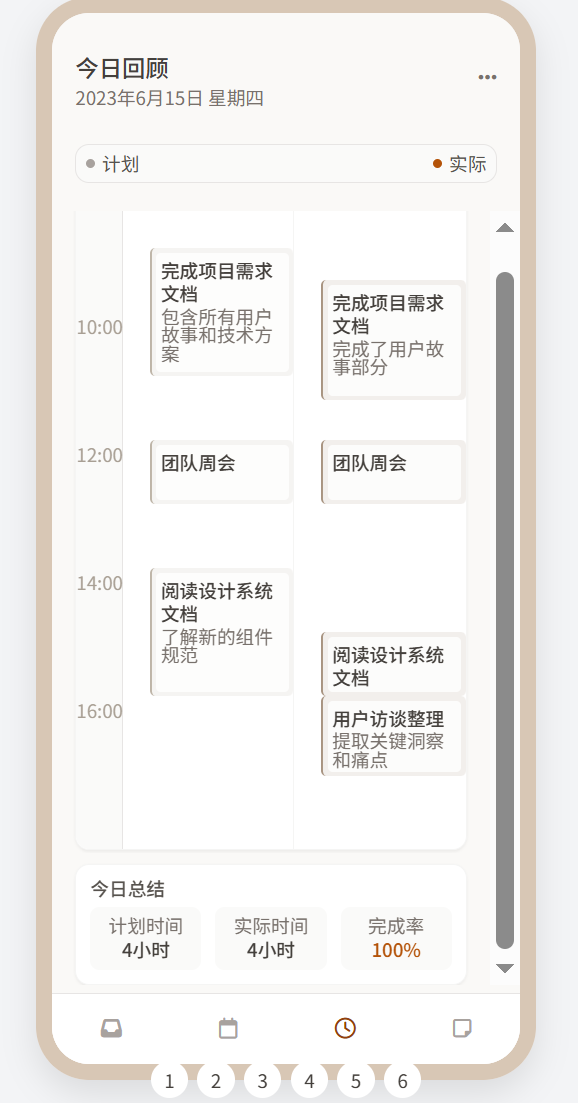 今日回顾
•••
2023年6月15日 星期四
计划
实际
完成项目需求
文档
包含所有用户
故事和技术方
案
完成项目需求
文档
完成了用户故
事部分
10:00
12:00
团队周会
团队周会
14:00
阅读设计系统
文档
了解新的组件
规范
阅读设计系统
文档
16:00
用户访谈整理
提取关键洞察
和痛点
今日总结
计划时间
4小时
实际时间
4小时
完成率
100%
1 2 3 4 5 6